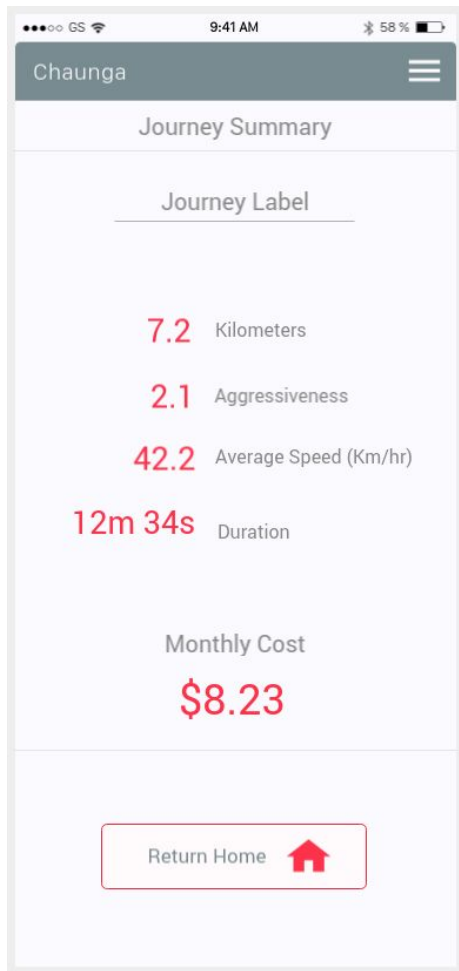 GS 9:41 AM 58 %
Chaunga
Journey Summary
Journey Label
7.2 Kilometers
2.1 Aggressiveness
42.2 Average Speed (Km/hr)
12m 34s Duration
Monthly Cost
$8.23
Return Home